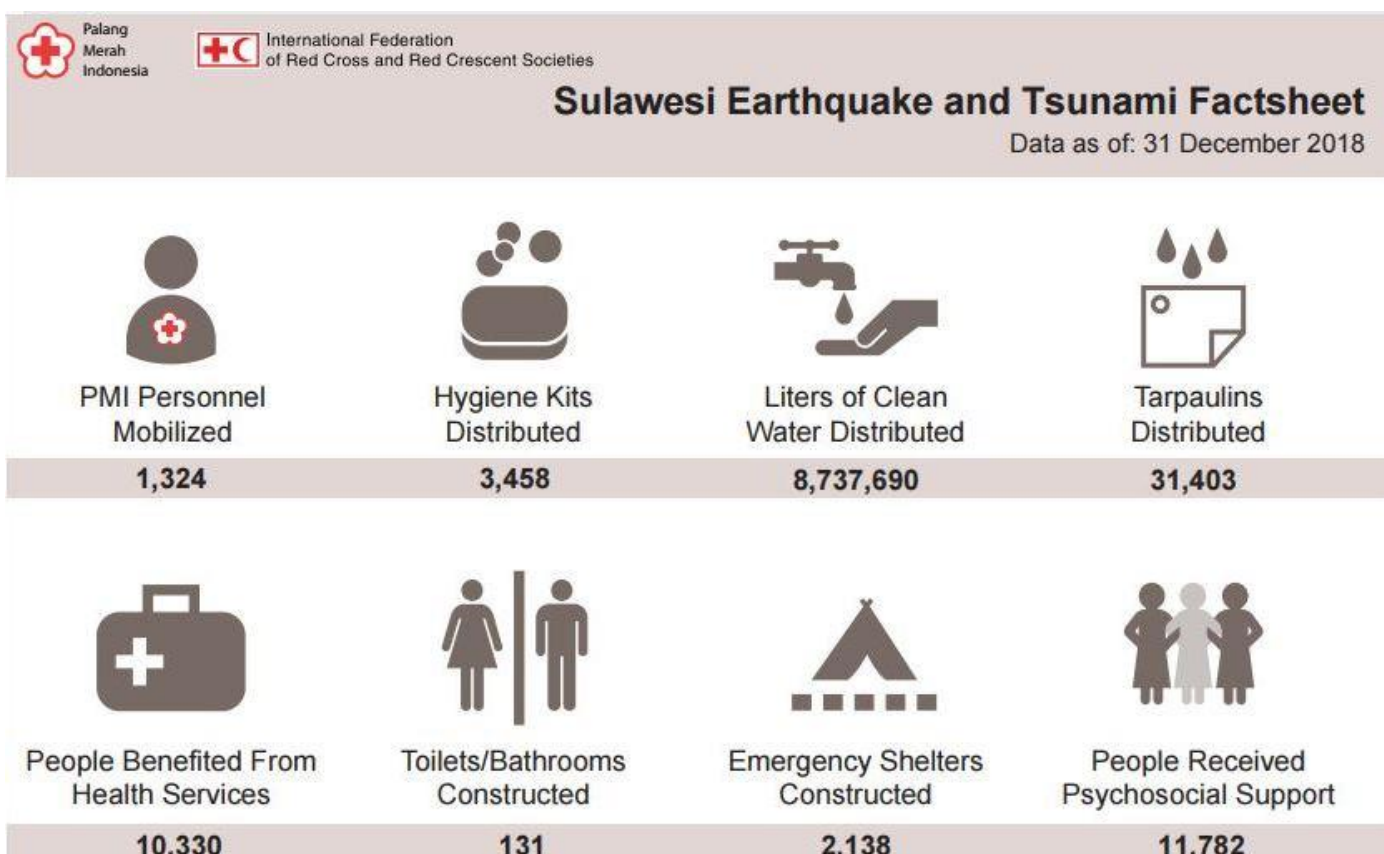 Palang
Merah
Indonesia
International Federation
of Red Cross and Red Crescent Societies
Sulawesi Earthquake and Tsunami Factsheet
Data as of: 31 December 2018
PMI Personnel
Mobilized
1,324
Hygiene Kits
Distributed
3,458
Liters of Clean
Water Distributed
8,737,690
Tarpaulins
Distributed
31,403
People Benefited From
Health Services
10,330
Toilets/Bathrooms
Constructed
131
Emergency Shelters
Constructed
2,138
People Received
Psychosocial Support
11,782